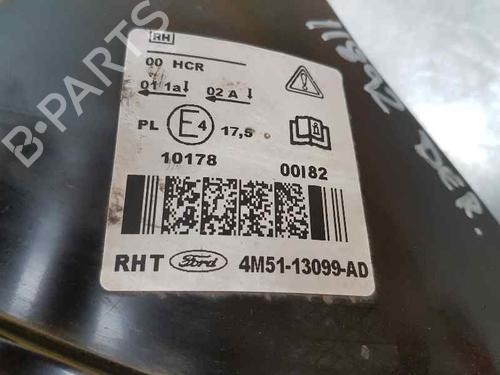 RH
00 HCR
01 1a 02 A
PL E4 17,5
10178 00I82
RHT Ford 4M51-13099-AD
11892 DER.
B-PARTS